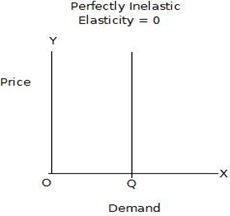 Perfectly Inelastic
Elasticity = 0
Y
Price
O
Q
X
Demand